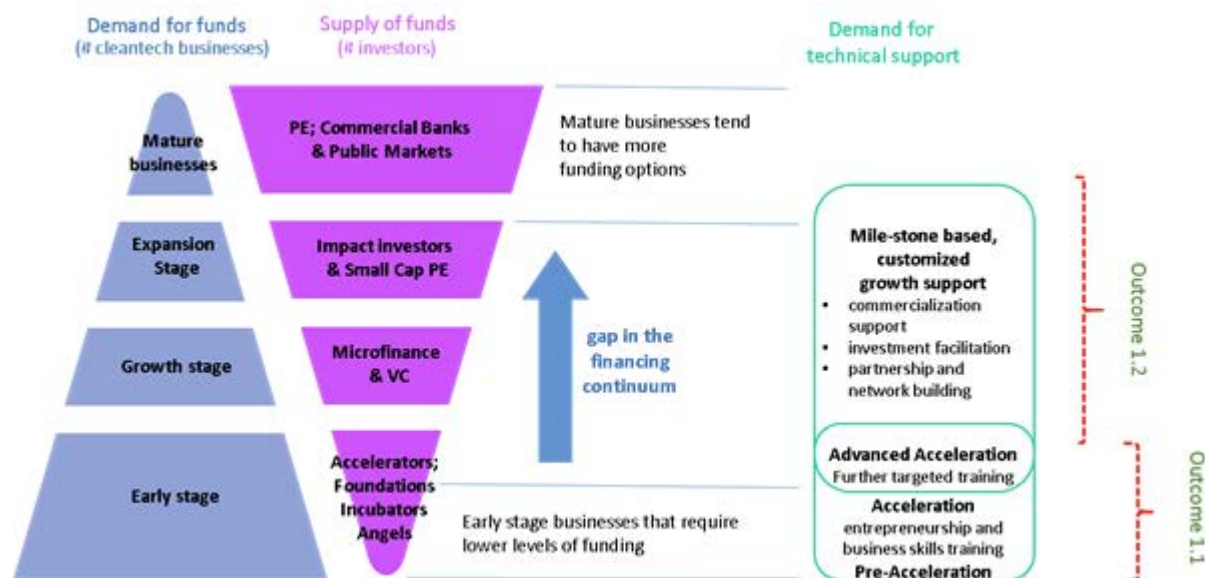 Demand for funds
(# cleantech businesses)
Supply of funds
(# investors)
Demand for
technical support
Mature
businesses
PE; Commercial Banks
& Public Markets
Mature businesses tend
to have more
funding options
Expansion
Stage
Impact investors
& Small Cap PE
Growth stage
Microfinance
& VC
gap in the
financing
continuum
Early stage
Accelerators;
Foundations
Incubators
Angels
Early stage businesses that require
lower levels of funding
Mile-stone based,
customized
growth support
• commercialization
support
• investment facilitation
• partnership and
network building
Advanced Acceleration
Further targeted training
Acceleration
entrepreneurship and
business skills training
Pre-Acceleration
Outcome 1.2
Outcome 1.1